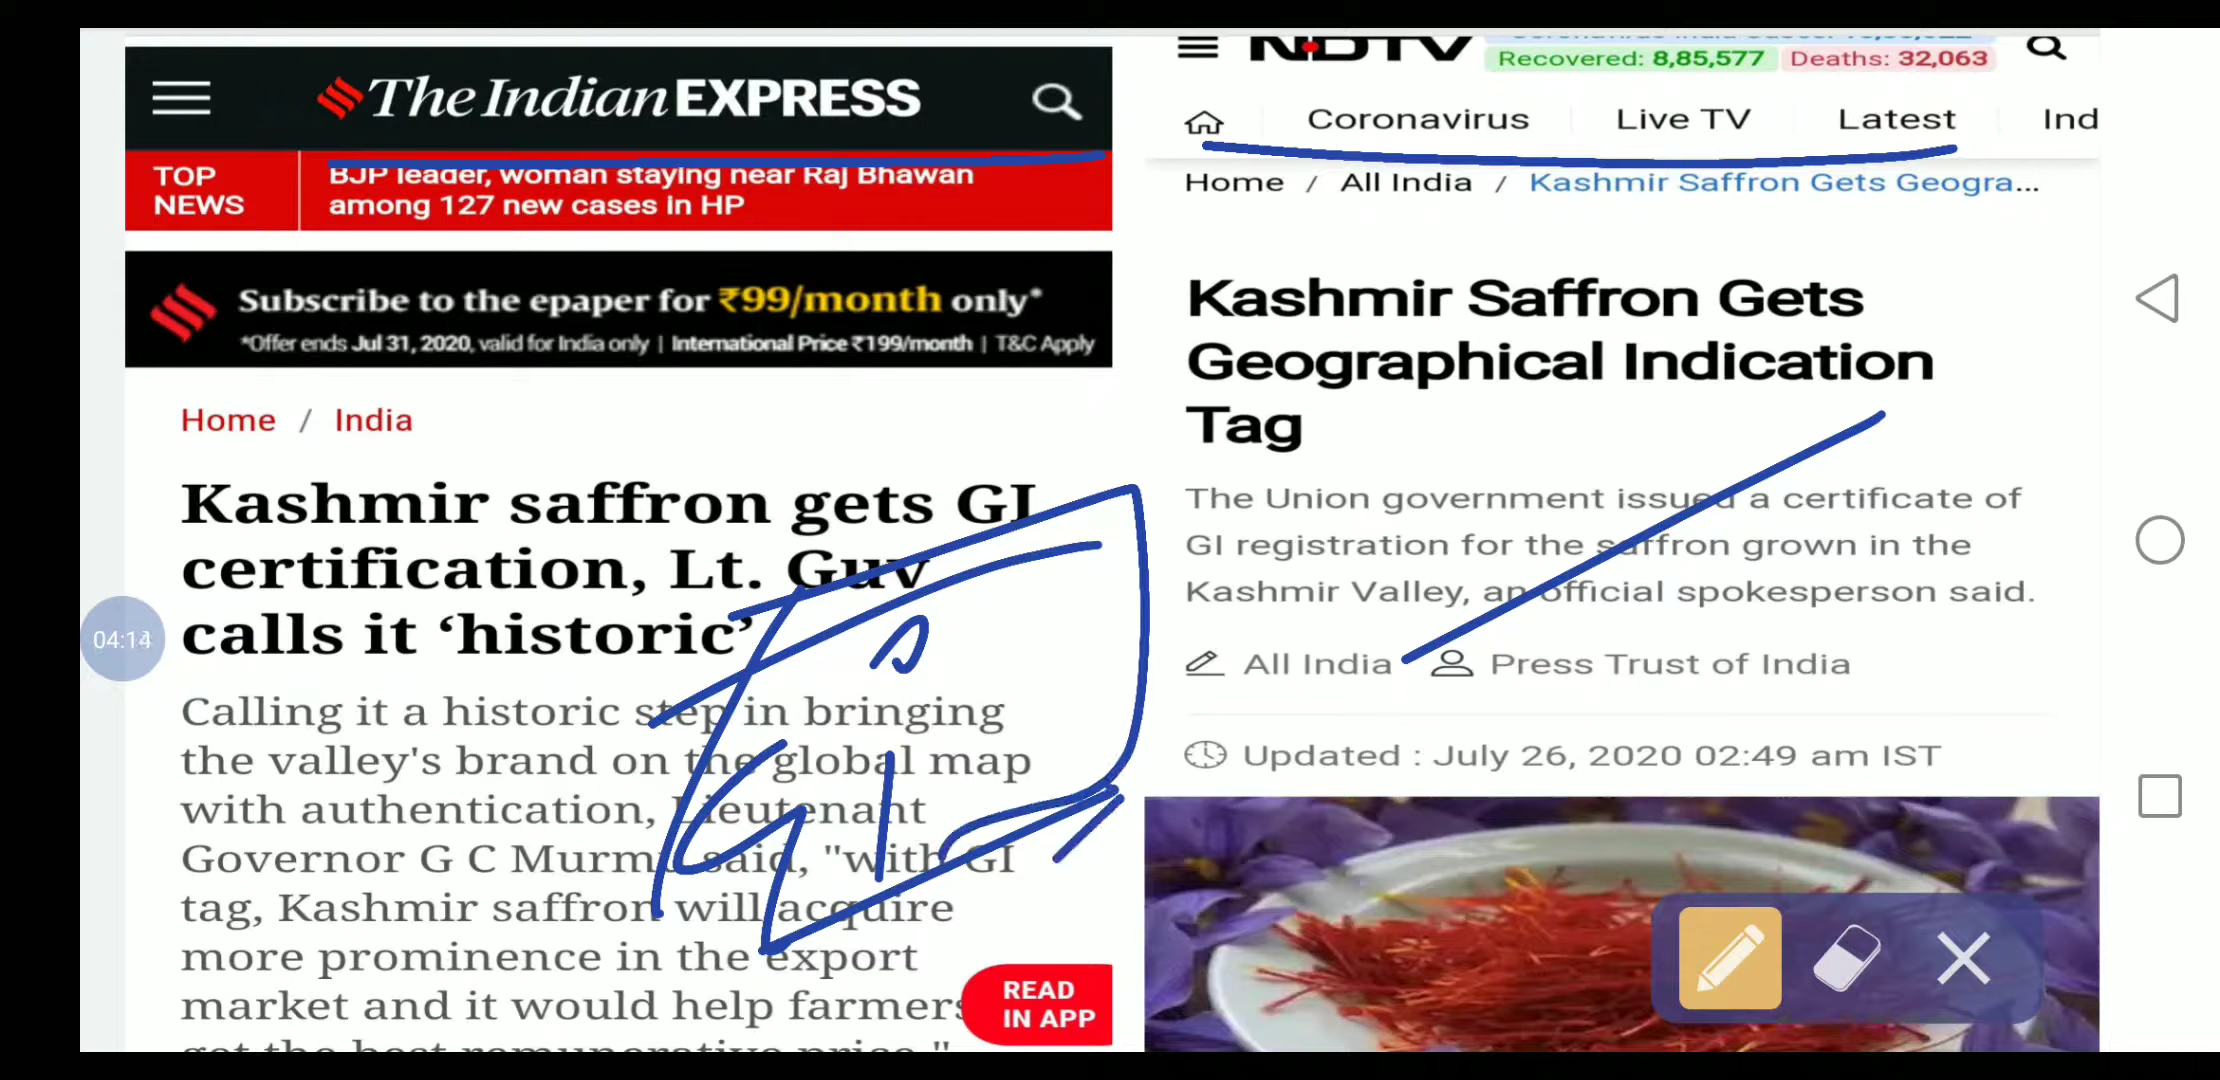 The Indian EXPRESS
TOP NEWS
BJP leader, woman staying near Raj Bhawan
among 127 new cases in HP
Subscribe to the epaper for ₹99/month only*
*Offer ends Jul 31, 2020, valid for India only | International Price ₹199/month | T&C Apply
Home / India
Kashmir saffron gets GI
certification, Lt. Guv
calls it ‘historic’
Calling it a historic step in bringing
the valley's brand on the global map
with authentication, Lieutenant
Governor G C Murmu said, "with GI
tag, Kashmir saffron will acquire
more prominence in the export
market and it would help farmers
get the best remunerative price."
READ
IN APP
04:14
NDTV
Recovered: 8,85,577 Deaths: 32,063
Coronavirus Live TV Latest Ind
Home / All India / Kashmir Saffron Gets Geogra...
Kashmir Saffron Gets
Geographical Indication
Tag
The Union government issued a certificate of
GI registration for the saffron grown in the
Kashmir Valley, an official spokesperson said.
All India Press Trust of India
Updated : July 26, 2020 02:49 am IST